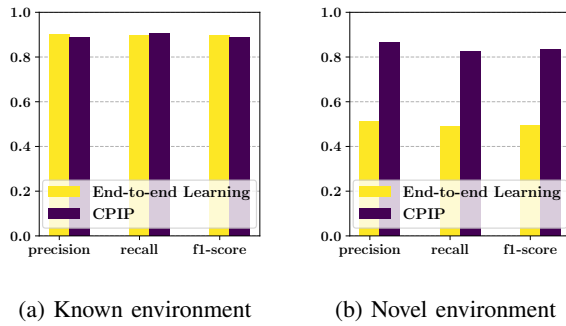 1.0
0.8
0.6
0.4
0.2
0.0
End-to-end Learning
CPIP
precision recall f1-score
(a) Known environment
1.0
0.8
0.6
0.4
0.2
0.0
End-to-end Learning
CPIP
precision recall f1-score
(b) Novel environment